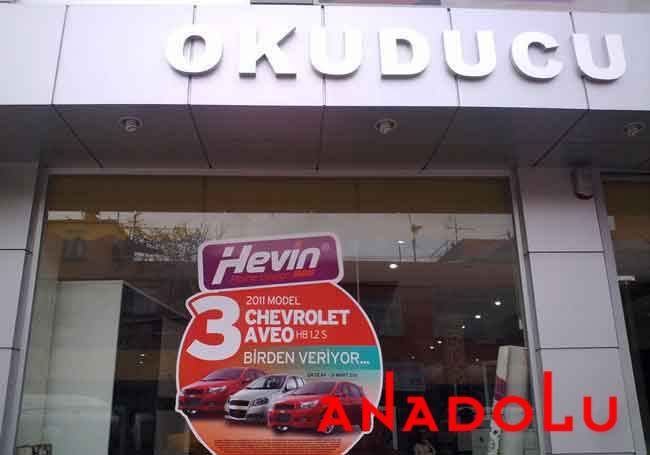 OKUDUCU
Hevin®
3
2011 MODEL
CHEVROLET
AVEO HB 1.2 S
BİRDEN VERİYOR...
ANADOLU